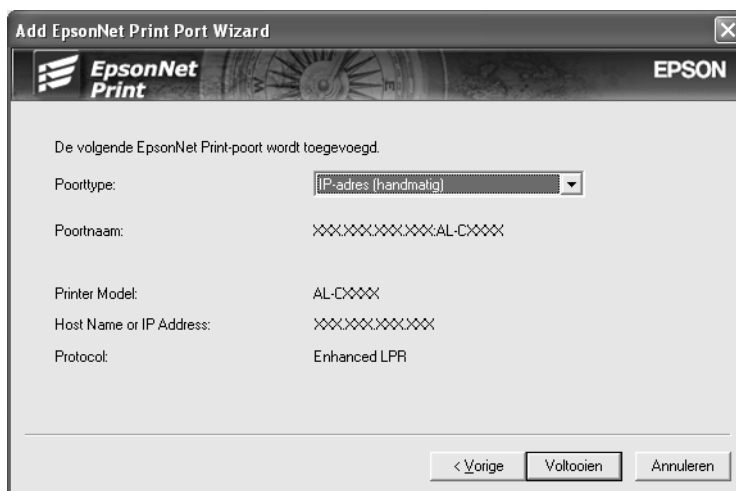 Add EpsonNet Print Port Wizard
EpsonNet
Print
EPSON
De volgende EpsonNet Print-poort wordt toegevoegd.
Poorttype: IP-adres (handmatig)
Poortnaam: XXX.XXX.XXX.XXX:AL-CXXXX
Printer Model: AL-CXXXX
Host Name or IP Address: XXX.XXX.XXX.XXX
Protocol: Enhanced LPR
< Vorige Voltooien Annuleren